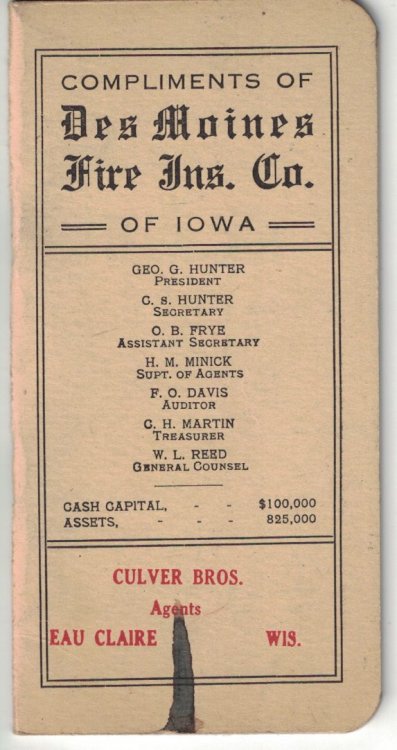 COMPLIMENTS OF
Des Moines
Fire Ins. Co.
OF IOWA
GEO. G. HUNTER
PRESIDENT
C. S. HUNTER
SECRETARY
O. B. FRYE
ASSISTANT SECRETARY
H. M. MINICK
SUPT. OF AGENTS
F. O. DAVIS
AUDITOR
C. H. MARTIN
TREASURER
W. L. REED
GENERAL COUNSEL
CASH CAPITAL, - - $100,000
ASSETS, - - - 825,000
CULVER BROS.
Agents
EAU CLAIRE WIS.